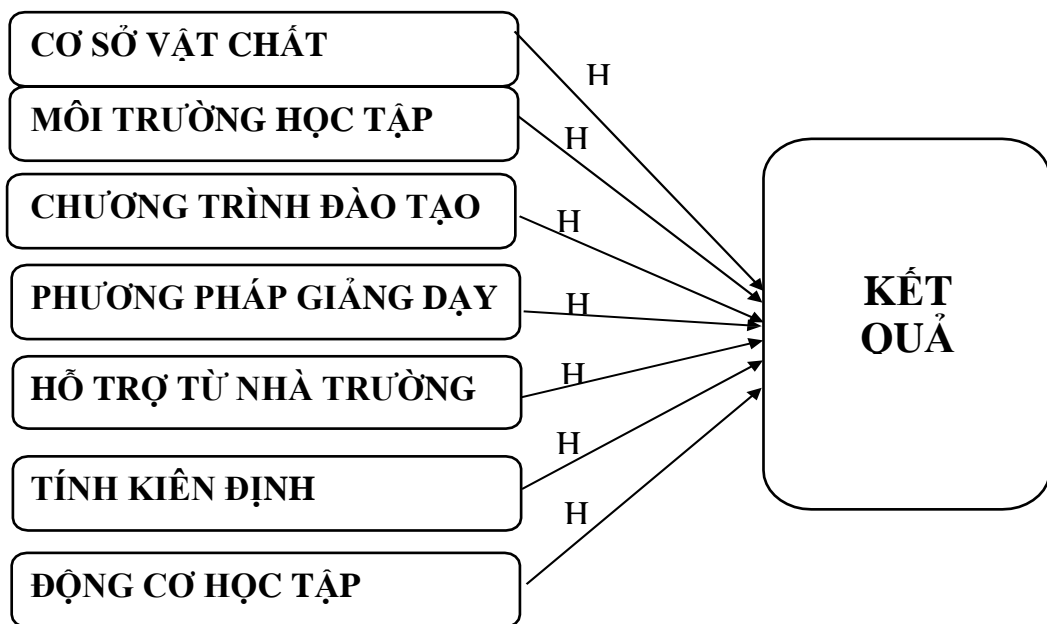 CƠ SỞ VẬT CHẤT
H
MÔI TRƯỜNG HỌC TẬP
H
CHƯƠNG TRÌNH ĐÀO TẠO
H
PHƯƠNG PHÁP GIẢNG DẠY
H
HỖ TRỢ TỪ NHÀ TRƯỜNG
H
TÍNH KIÊN ĐỊNH
H
ĐỘNG CƠ HỌC TẬP
H
KẾT
QUẢ